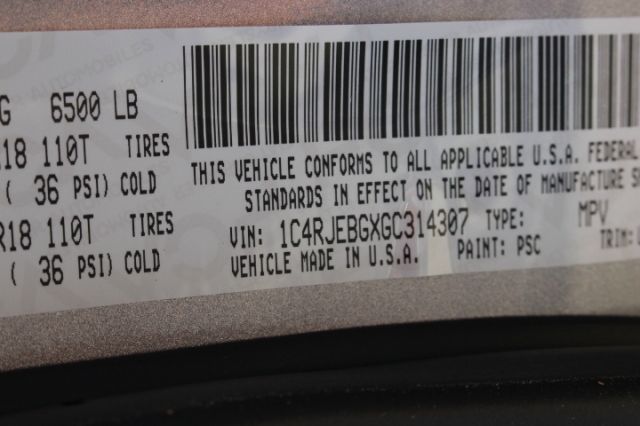 G 6500 LB
R18 110T TIRES
( 36 PSI) COLD
R18 110T TIRES
( 36 PSI) COLD
THIS VEHICLE CONFORMS TO ALL APPLICABLE U.S.A. FEDERAL
STANDARDS IN EFFECT ON THE DATE OF MANUFACTURE S
VIN: 1C4RJEBGXGC314307 TYPE: MPV
VEHICLE MADE IN U.S.A. PAINT: PSC TRIM: